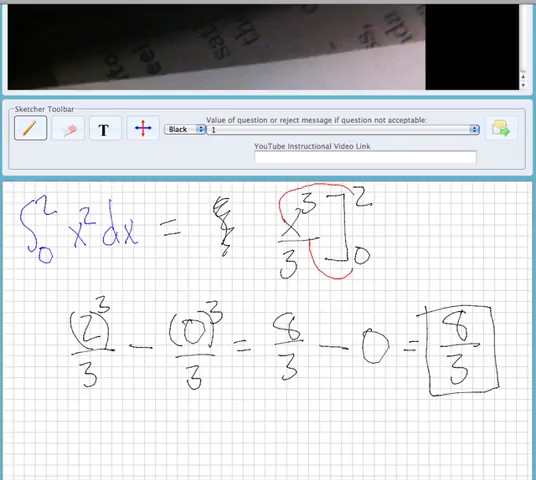 Sketcher Toolbar
Value of question or reject message if question not acceptable:
T Black 1
YouTube Instructional Video Link
∫₀² x² dx = x³/3 ]₀²
(2)³/3 − (0)³/3 = 8/3 − 0 = 8/3